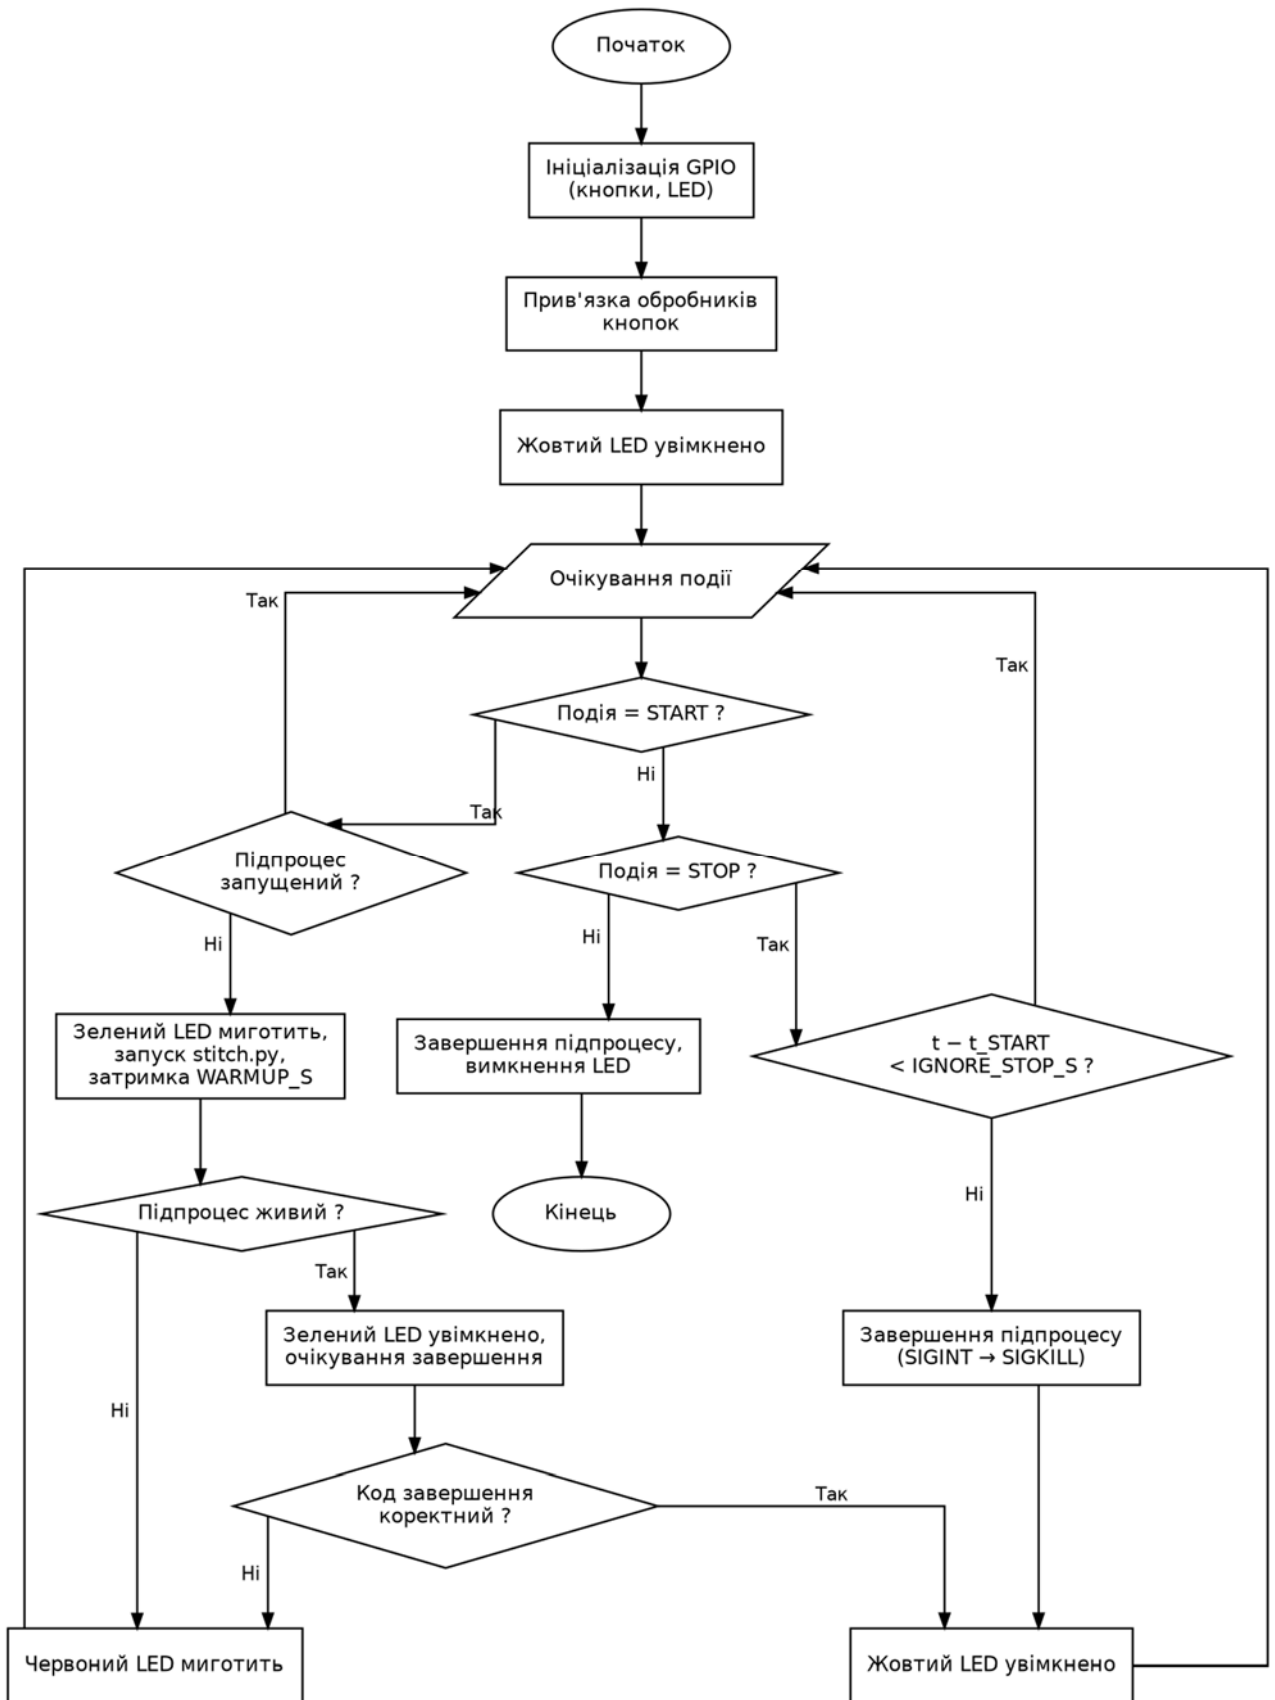 Початок
Ініціалізація GPIO
(кнопки, LED)
Прив'язка обробників
кнопок
Жовтий LED увімкнено
Очікування події
Так
Так
Подія = START ?
Ні
Так
Підпроцес
запущений ?
Подія = STOP ?
Ні
Ні
Так
Зелений LED миготить,
запуск stitch.py,
затримка WARMUP_S
Завершення підпроцесу,
вимкнення LED
t − t_START
< IGNORE_STOP_S ?
Ні
Підпроцес живий ?
Кінець
Так
Зелений LED увімкнено,
очікування завершення
Завершення підпроцесу
(SIGINT → SIGKILL)
Ні
Код завершення
коректний ?
Так
Ні
Червоний LED миготить
Жовтий LED увімкнено